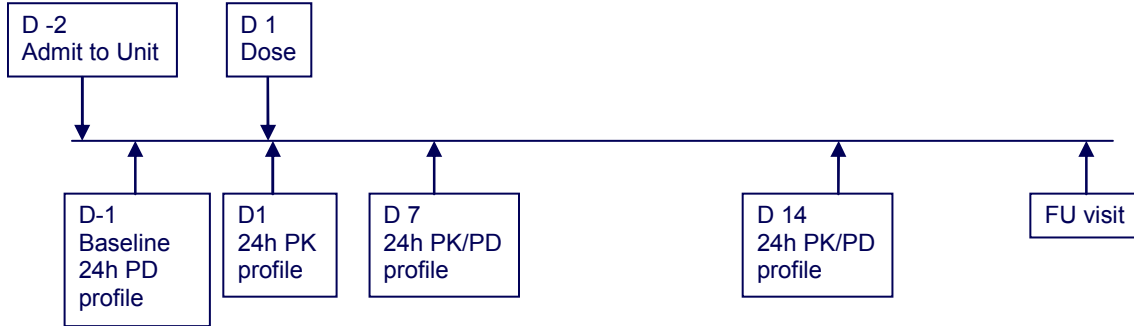 D -2
Admit to Unit
D 1
Dose
D-1
Baseline
24h PD
profile
D1
24h PK
profile
D 7
24h PK/PD
profile
D 14
24h PK/PD
profile
FU visit